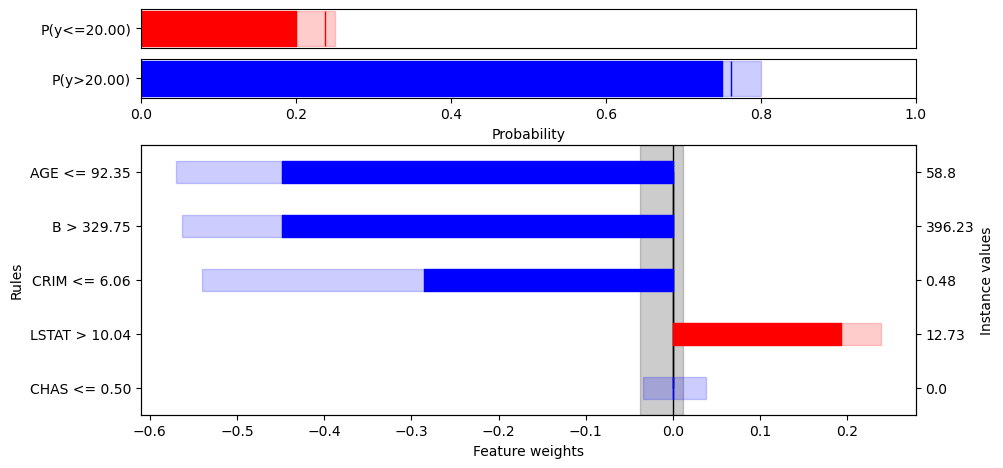 P(y<=20.00)
P(y>20.00)
0.0 0.2 0.4 0.6 0.8 1.0
Probability
Rules
AGE <= 92.35 58.8
B > 329.75 396.23
CRIM <= 6.06 0.48
LSTAT > 10.04 12.73
CHAS <= 0.50 0.0
Instance values
−0.6 −0.5 −0.4 −0.3 −0.2 −0.1 0.0 0.1 0.2
Feature weights